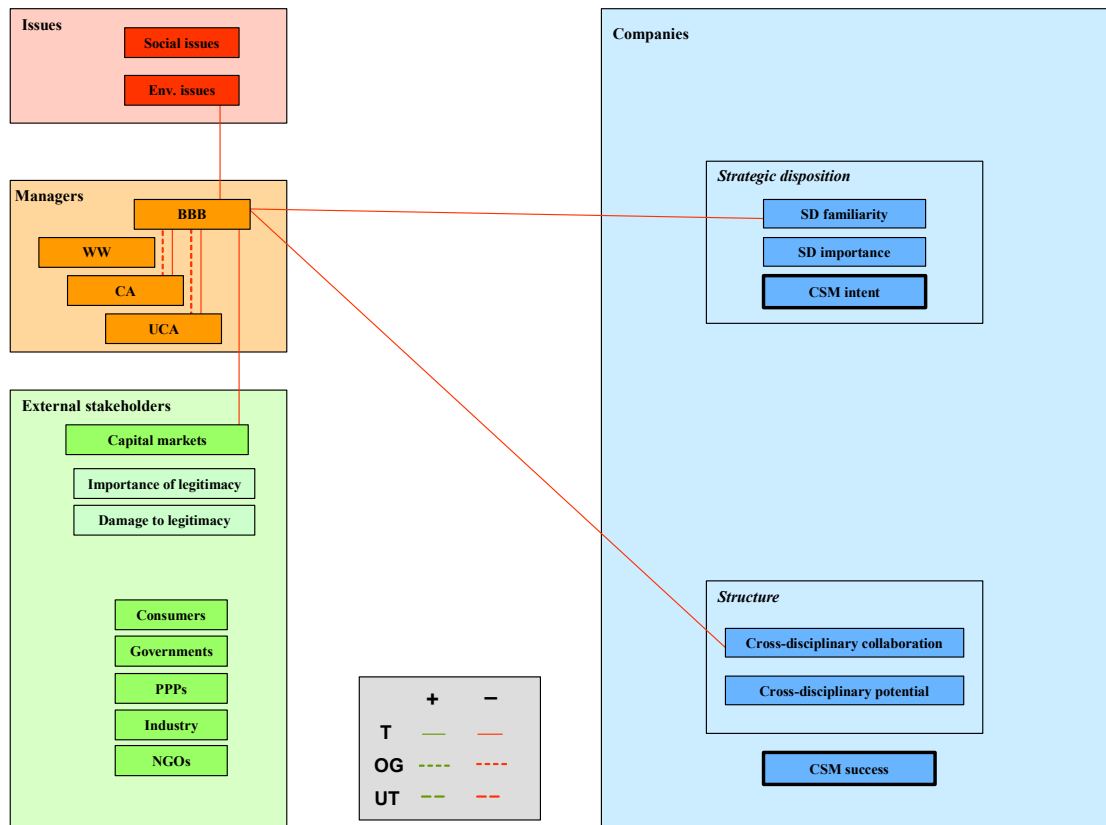 Issues
Social issues
Env. issues
Managers
BBB
WW
CA
UCA
External stakeholders
Capital markets
Importance of legitimacy
Damage to legitimacy
Consumers
Governments
PPPs
Industry
NGOs
+ −
T
OG
UT
Companies
Strategic disposition
SD familiarity
SD importance
CSM intent
Structure
Cross-disciplinary collaboration
Cross-disciplinary potential
CSM success